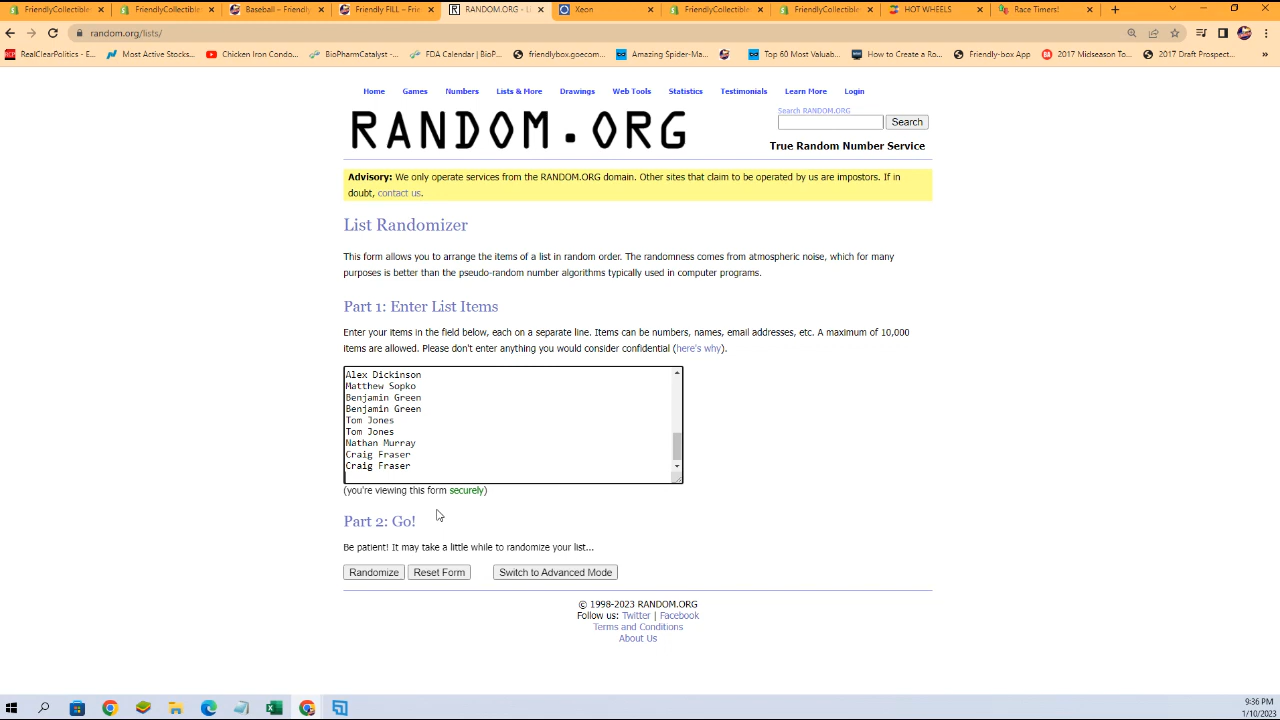 FriendlyCollectible
FriendlyCollectible
Baseball – Friendly
Friendly FILL – Frie
RANDOM.ORG - Li
Xeon
FriendlyCollectible
FriendlyCollectible
HOT WHEELS
Race Timers!
random.org/lists/
RealClearPolitics - E...
Most Active Stocks...
Chicken Iron Condo...
BioPharmCatalyst -...
FDA Calendar | BioP...
friendlybox.goecom...
Amazing Spider-Ma...
Top 60 Most Valuab...
How to Create a Ro...
Friendly-box App
2017 Midseason To...
2017 Draft Prospect...
Home Games Numbers Lists & More Drawings Web Tools Statistics Testimonials Learn More Login
RANDOM.ORG
Search RANDOM.ORG
Search
True Random Number Service
Advisory: We only operate services from the RANDOM.ORG domain. Other sites that claim to be operated by us are impostors. If in
doubt, contact us.
List Randomizer
This form allows you to arrange the items of a list in random order. The randomness comes from atmospheric noise, which for many
purposes is better than the pseudo-random number algorithms typically used in computer programs.
Part 1: Enter List Items
Enter your items in the field below, each on a separate line. Items can be numbers, names, email addresses, etc. A maximum of 10,000
items are allowed. Please don't enter anything you would consider confidential (here's why).
Alex Dickinson
Matthew Sopko
Benjamin Green
Benjamin Green
Tom Jones
Tom Jones
Nathan Murray
Craig Fraser
Craig Fraser
(you're viewing this form securely)
Part 2: Go!
Be patient! It may take a little while to randomize your list...
Randomize Reset Form Switch to Advanced Mode
© 1998-2023 RANDOM.ORG
Follow us: Twitter | Facebook
Terms and Conditions
About Us
9:36 PM
1/10/2023